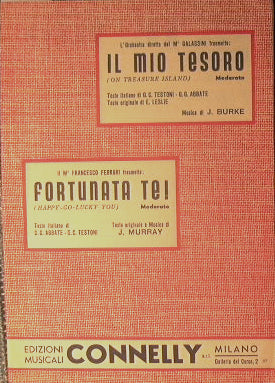 L'Orchestra diretta dal Mº GALASSINI trasmette:
IL MIO TESORO
(ON TREASURE ISLAND) Moderato
Testo italiano di G. C. TESTONI - G. G. ABBATE
Testo originale di E. LESLIE
Musica di J. BURKE
Il Mº FRANCESCO FERRARI trasmette:
FORTUNATA TE!
(HAPPY-GO-LUCKY YOU) Moderato
Testo italiano di Testo originale e Musica di
G. G. ABBATE - G. C. TESTONI J. MURRAY
EDIZIONI MUSICALI CONNELLY s.r.l. MILANO
Galleria del Corso, 2